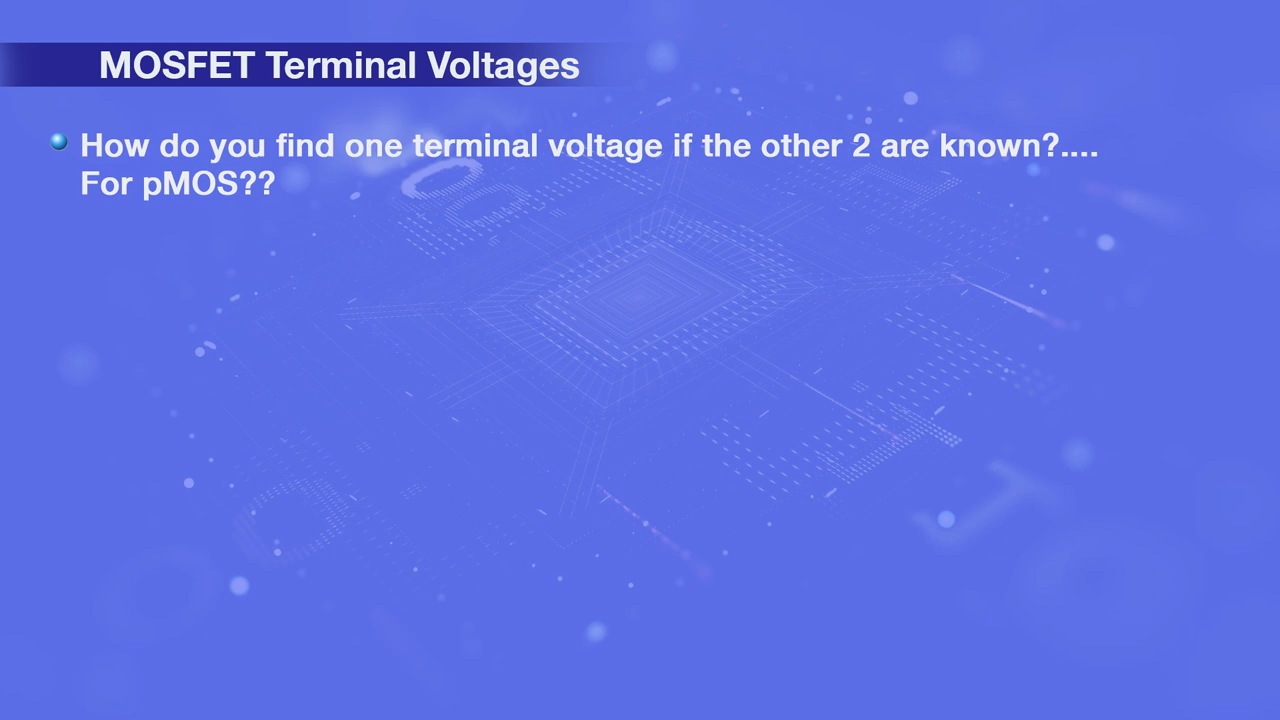 MOSFET Terminal Voltages
How do you find one terminal voltage if the other 2 are known?....
For pMOS??